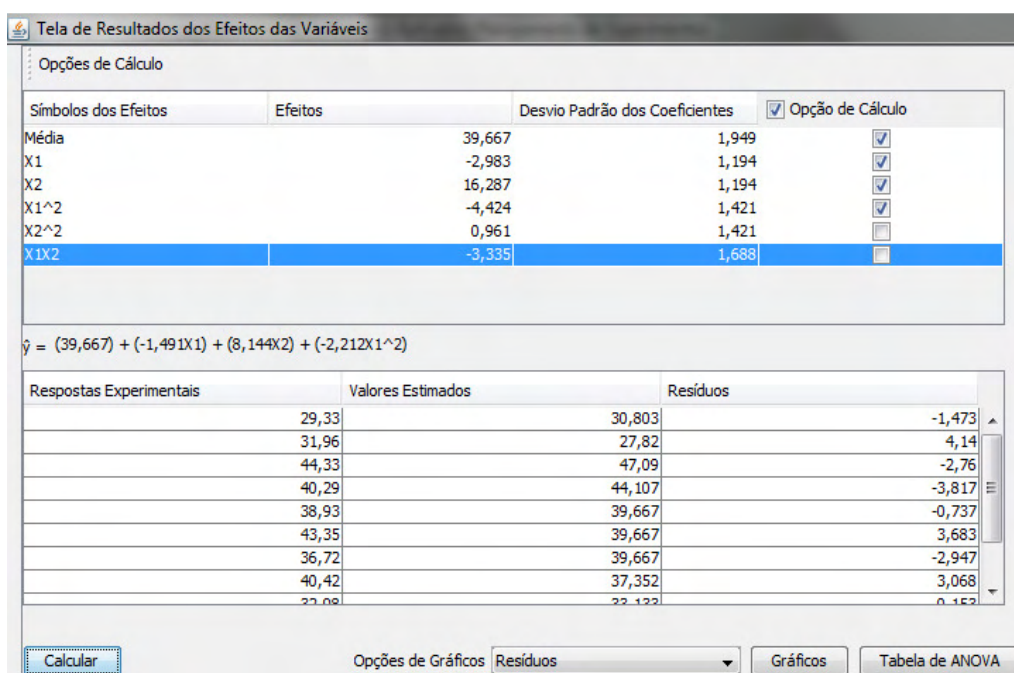 Tela de Resultados dos Efeitos das Variáveis
Opções de Cálculo
Símbolos dos Efeitos Efeitos Desvio Padrão dos Coeficientes Opção de Cálculo
Média 39,667 1,949
X1 -2,983 1,194
X2 16,287 1,194
X1^2 -4,424 1,421
X2^2 0,961 1,421
X1X2 -3,335 1,688
ŷ = (39,667) + (-1,491X1) + (8,144X2) + (-2,212X1^2)
Respostas Experimentais Valores Estimados Resíduos
29,33 30,803 -1,473
31,96 27,82 4,14
44,33 47,09 -2,76
40,29 44,107 -3,817
38,93 39,667 -0,737
43,35 39,667 3,683
36,72 39,667 -2,947
40,42 37,352 3,068
Calcular Opções de Gráficos Resíduos Gráficos Tabela de ANOVA